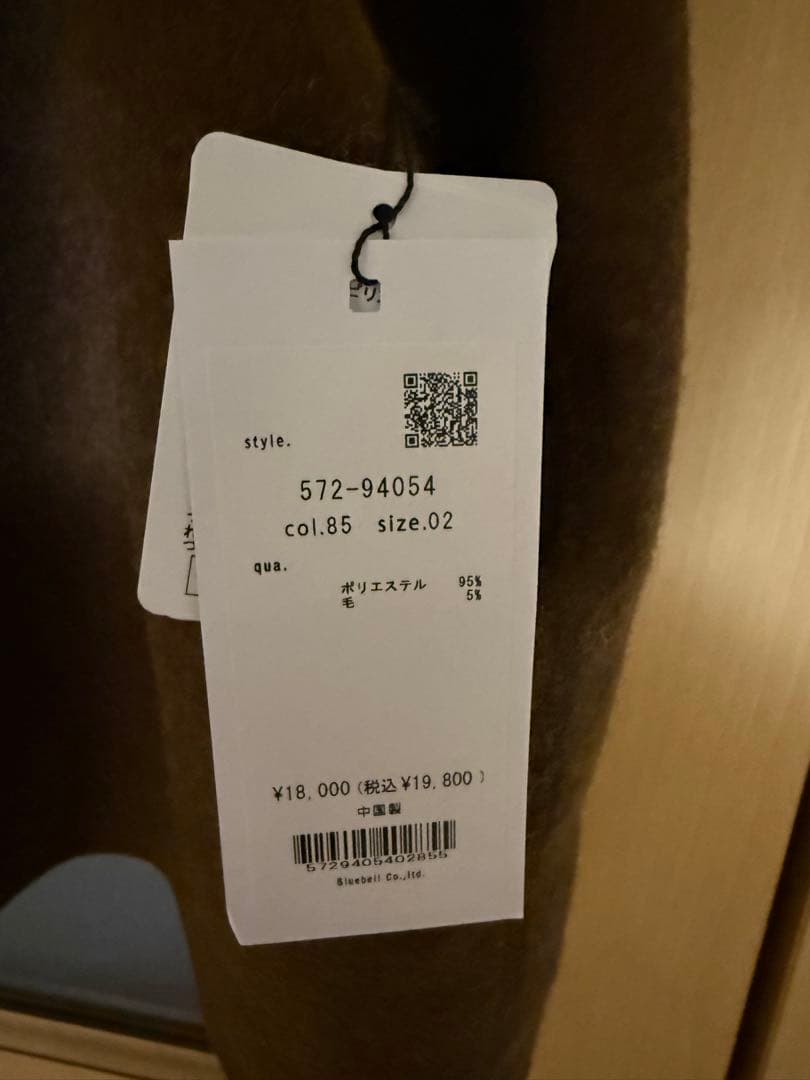 style.
572-94054
col.85 size.02
qua.
ポリエステル 95%
毛 5%
¥18,000(税込¥19,800)
中国製
5729405402855
Bluebell Co.,ltd.